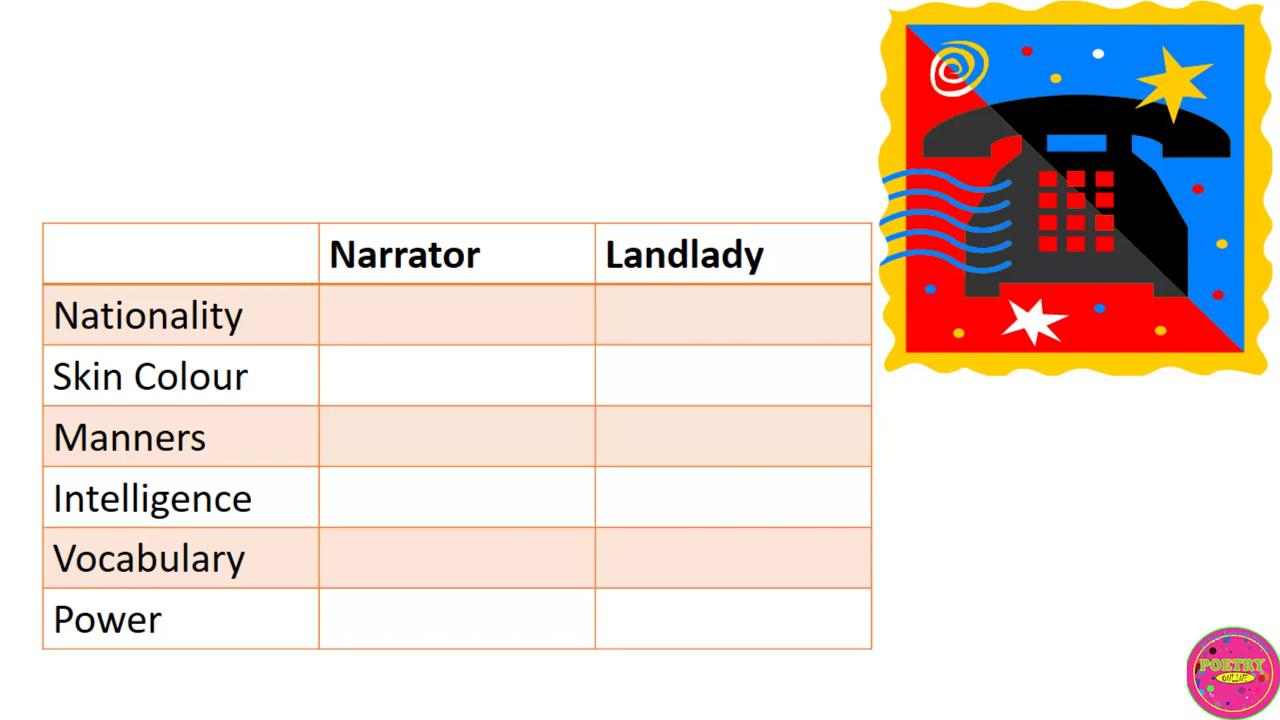 Narrator Landlady
Nationality
Skin Colour
Manners
Intelligence
Vocabulary
Power
POETRY
ONLINE